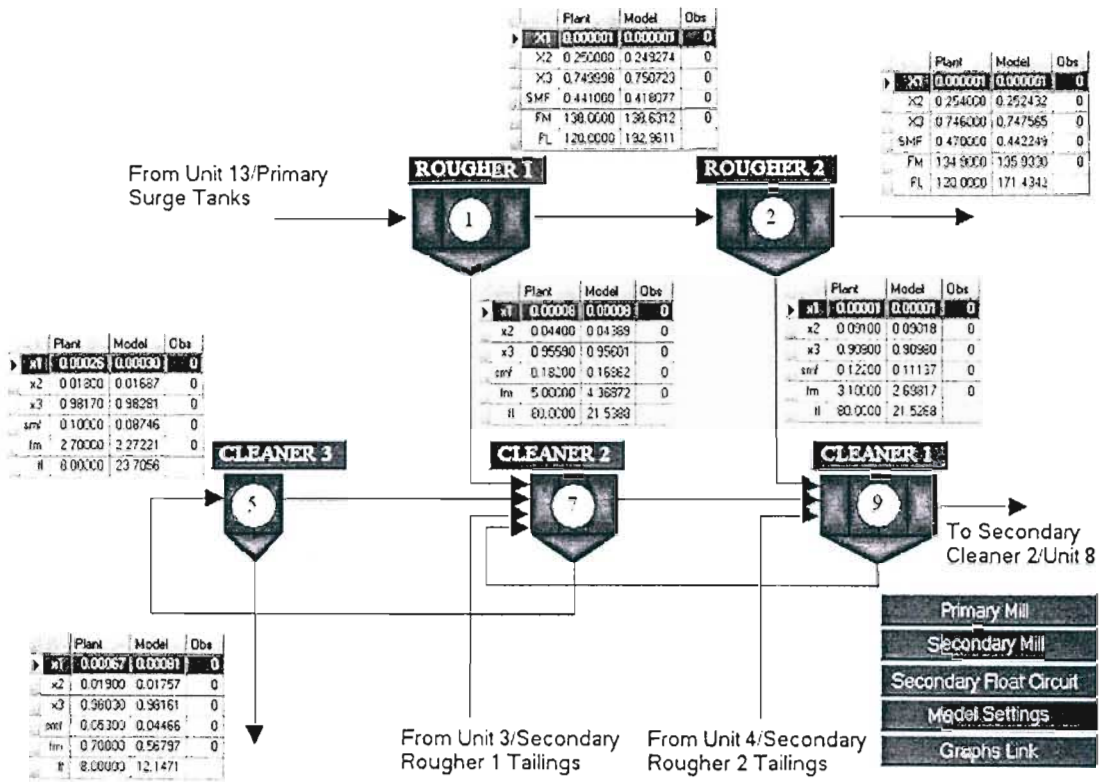 Plant Model Obs
X1 0.000001 0.000001 0
X2 0.250000 0.249274 0
X3 0.749998 0.750723 0
SMF 0.441000 0.418077 0
FM 138.0000 138.6312 0
FL 120.0000 192.9611
Plant Model Obs
X1 0.000001 0.000001 0
X2 0.254000 0.252432 0
X3 0.746000 0.747565 0
SMF 0.470000 0.442249 0
FM 134.9000 135.9330 0
FL 120.0000 171.4342
From Unit 13/Primary
Surge Tanks
ROUGHER 1
ROUGHER 2
1
2
Plant Model Obs
x1 0.00008 0.00008 0
x2 0.04400 0.04389 0
x3 0.95590 0.95601 0
smf 0.18200 0.16962 0
fm 5.00000 4.36872 0
fl 80.0000 21.5388
Plant Model Obs
x1 0.00001 0.00001 0
x2 0.09100 0.09018 0
x3 0.90900 0.90980 0
smf 0.12200 0.11137 0
fm 3.10000 2.69817 0
fl 80.0000 21.5268
Plant Model Obs
x1 0.00026 0.00030 0
x2 0.01800 0.01687 0
x3 0.98170 0.98281 0
smf 0.10000 0.08746 0
fm 2.70000 2.27221 0
fl 8.00000 23.7056
CLEANER 3
CLEANER 2
CLEANER 1
5
7
9
To Secondary
Cleaner 2/Unit 8
Primary Mill
Secondary Mill
Secondary Float Circuit
Model Settings
Graphs Link
Plant Model Obs
x1 0.00067 0.00081 0
x2 0.01900 0.01757 0
x3 0.98030 0.98161 0
smf 0.05300 0.04466 0
fm 0.70000 0.56797 0
fl 8.00000 12.1471
From Unit 3/Secondary
Rougher 1 Tailings
From Unit 4/Secondary
Rougher 2 Tailings